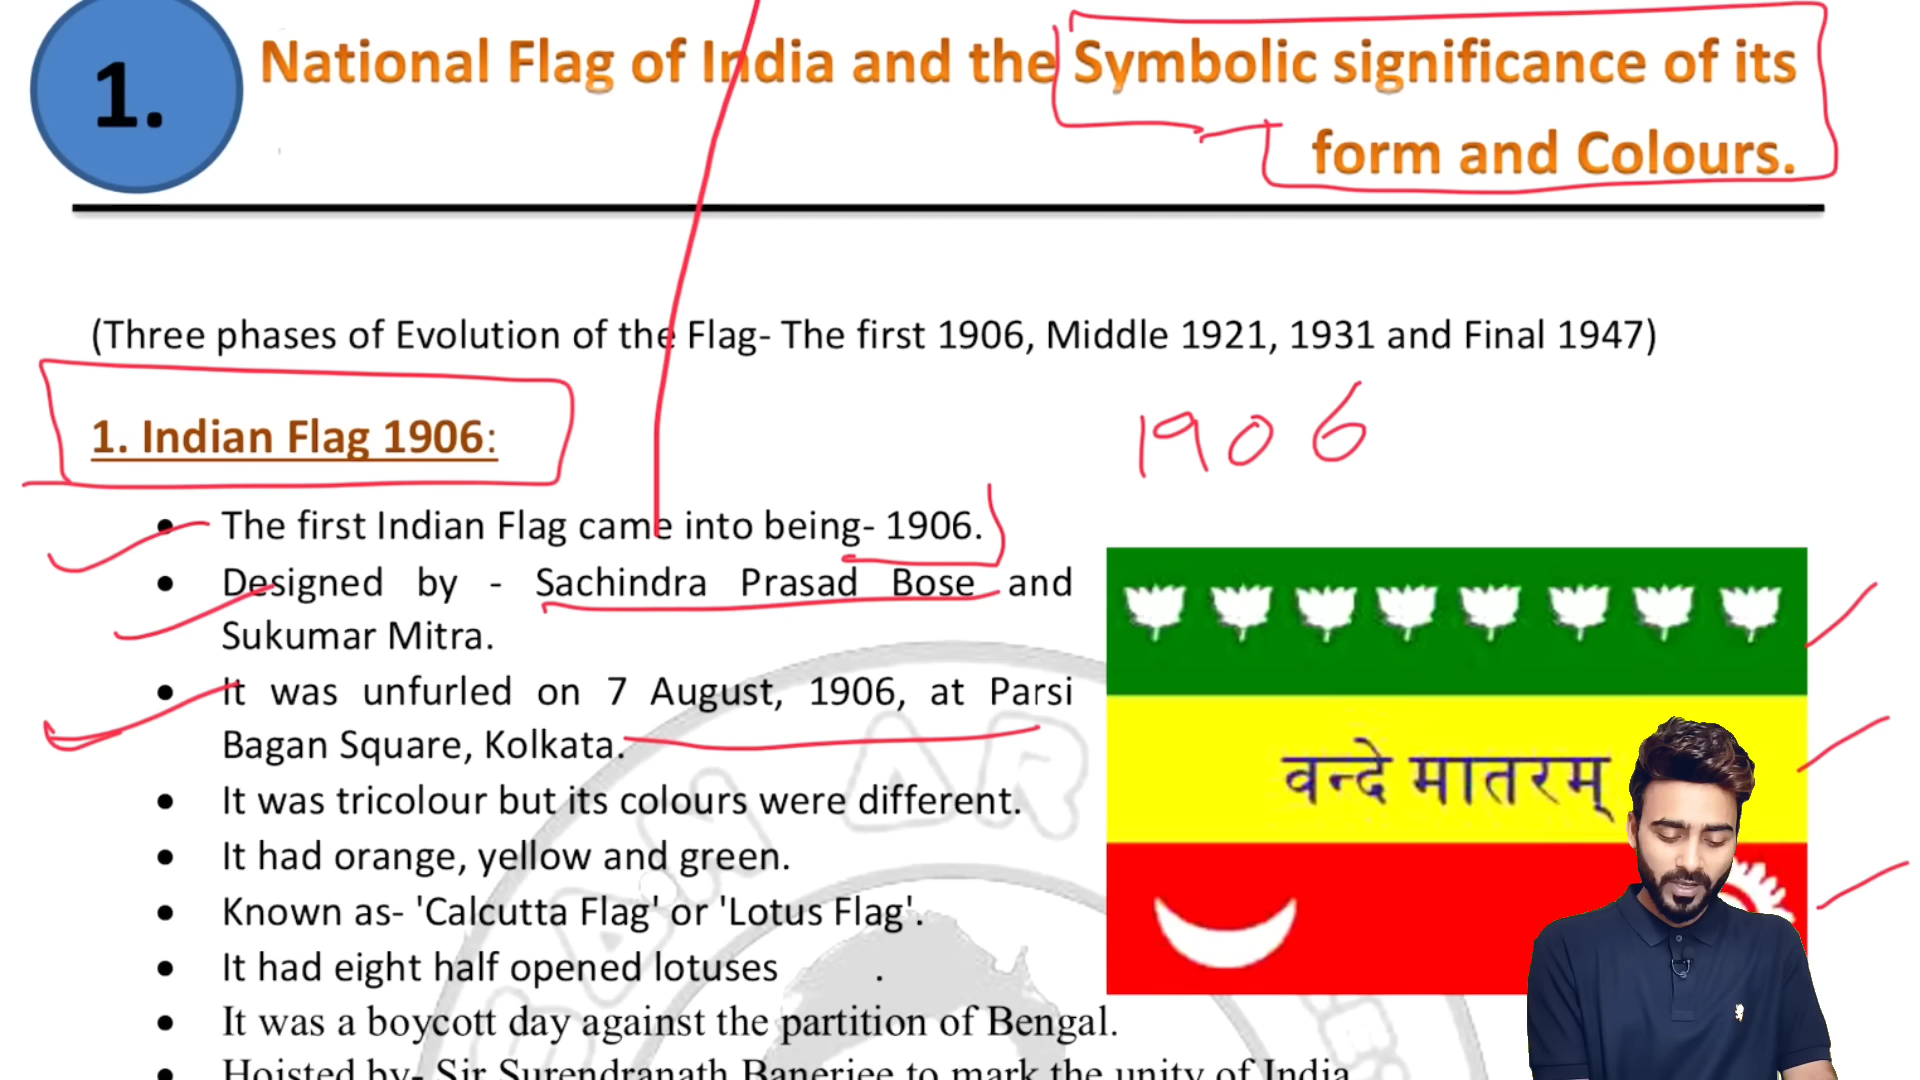 1.
National Flag of India and the Symbolic significance of its
form and Colours.
(Three phases of Evolution of the Flag- The first 1906, Middle 1921, 1931 and Final 1947)
1. Indian Flag 1906:
1906
• The first Indian Flag came into being- 1906.
• Designed by - Sachindra Prasad Bose and
Sukumar Mitra.
• It was unfurled on 7 August, 1906, at Parsi
Bagan Square, Kolkata.
• It was tricolour but its colours were different.
• It had orange, yellow and green.
• Known as- 'Calcutta Flag' or 'Lotus Flag'.
• It had eight half opened lotuses .
• It was a boycott day against the partition of Bengal.
• Hoisted by- Sir Surendranath Banerjee to mark the unity of India
वन्दे मातरम्